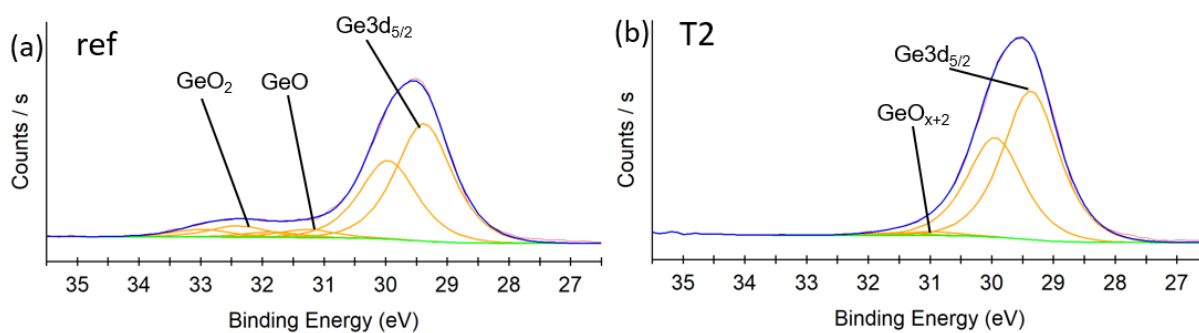 (a) ref
Ge3d5/2
GeO2
GeO
Counts / s
35 34 33 32 31 30 29 28 27
Binding Energy (eV)
(b) T2
Ge3d5/2
GeOx+2
Counts / s
35 34 33 32 31 30 29 28 27
Binding Energy (eV)